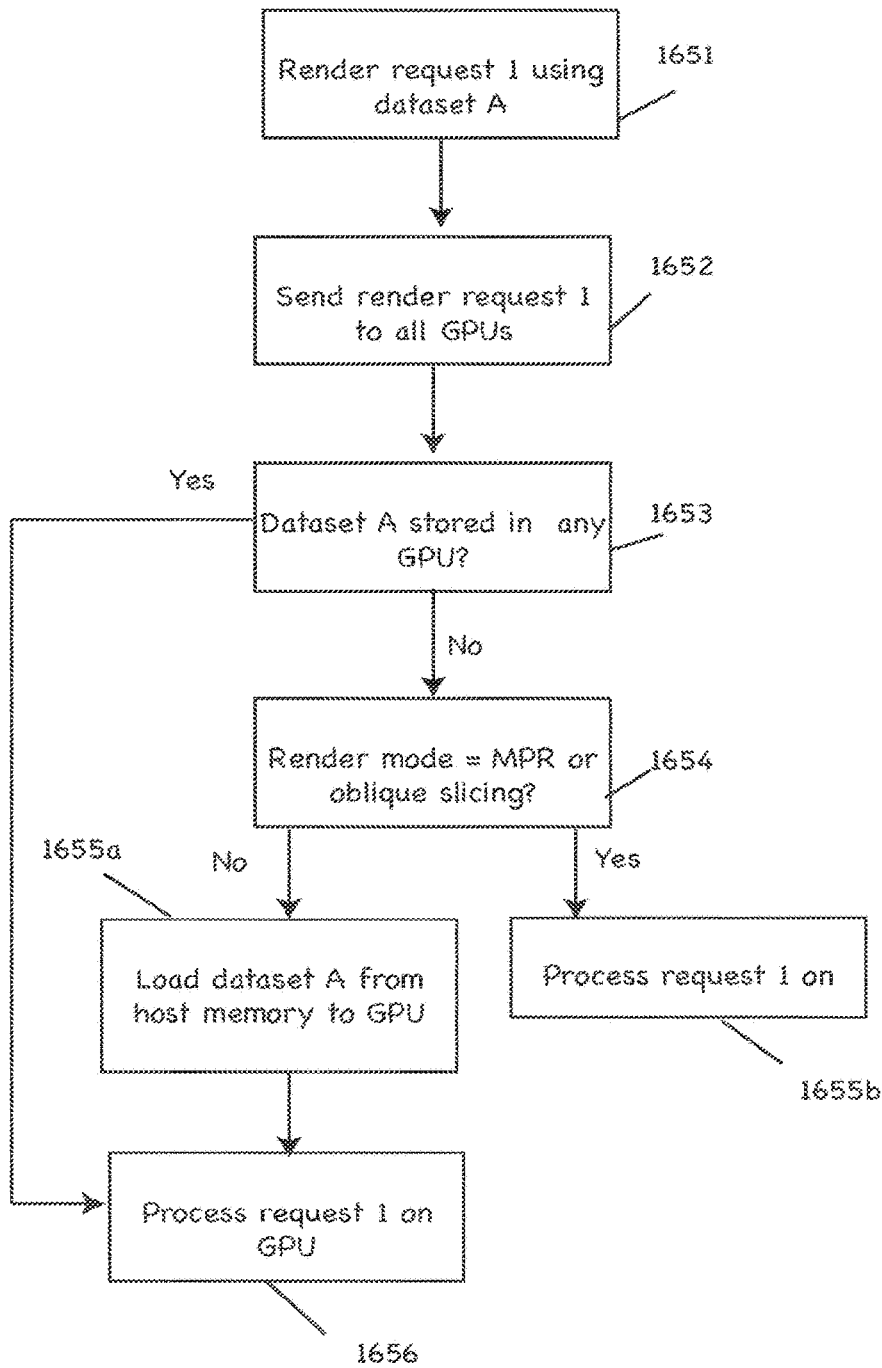 Render request 1 using
dataset A
1651
Send render request 1
to all GPUs
1652
Yes
Dataset A stored in any
GPU?
1653
No
Render mode = MPR or
oblique slicing?
1654
1655a
No
Yes
Load dataset A from
host memory to GPU
Process request 1 on
1655b
Process request 1 on
GPU
1656